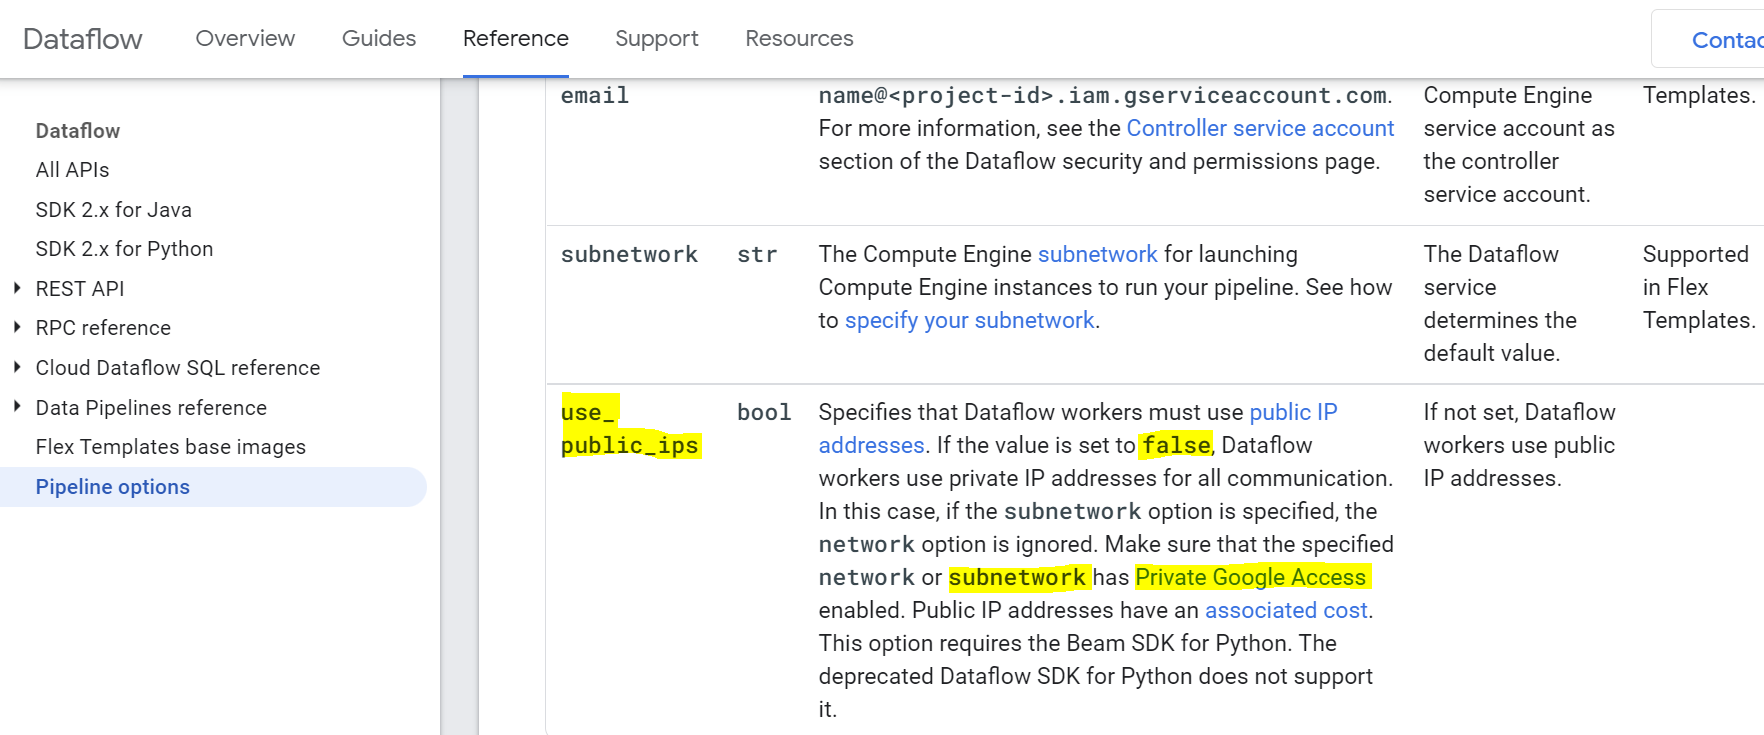 Dataflow Overview Guides Reference Support Resources Contac
Dataflow
All APIs
SDK 2.x for Java
SDK 2.x for Python
REST API
RPC reference
Cloud Dataflow SQL reference
Data Pipelines reference
Flex Templates base images
Pipeline options
email
name@<project-id>.iam.gserviceaccount.com.
For more information, see the Controller service account
section of the Dataflow security and permissions page.
Compute Engine
service account as
the controller
service account.
Templates.
subnetwork
str
The Compute Engine subnetwork for launching
Compute Engine instances to run your pipeline. See how
to specify your subnetwork.
The Dataflow
service
determines the
default value.
Supported
in Flex
Templates.
use_
public_ips
bool
Specifies that Dataflow workers must use public IP
addresses. If the value is set to false, Dataflow
workers use private IP addresses for all communication.
In this case, if the subnetwork option is specified, the
network option is ignored. Make sure that the specified
network or subnetwork has Private Google Access
enabled. Public IP addresses have an associated cost.
This option requires the Beam SDK for Python. The
deprecated Dataflow SDK for Python does not support
it.
If not set, Dataflow
workers use public
IP addresses.